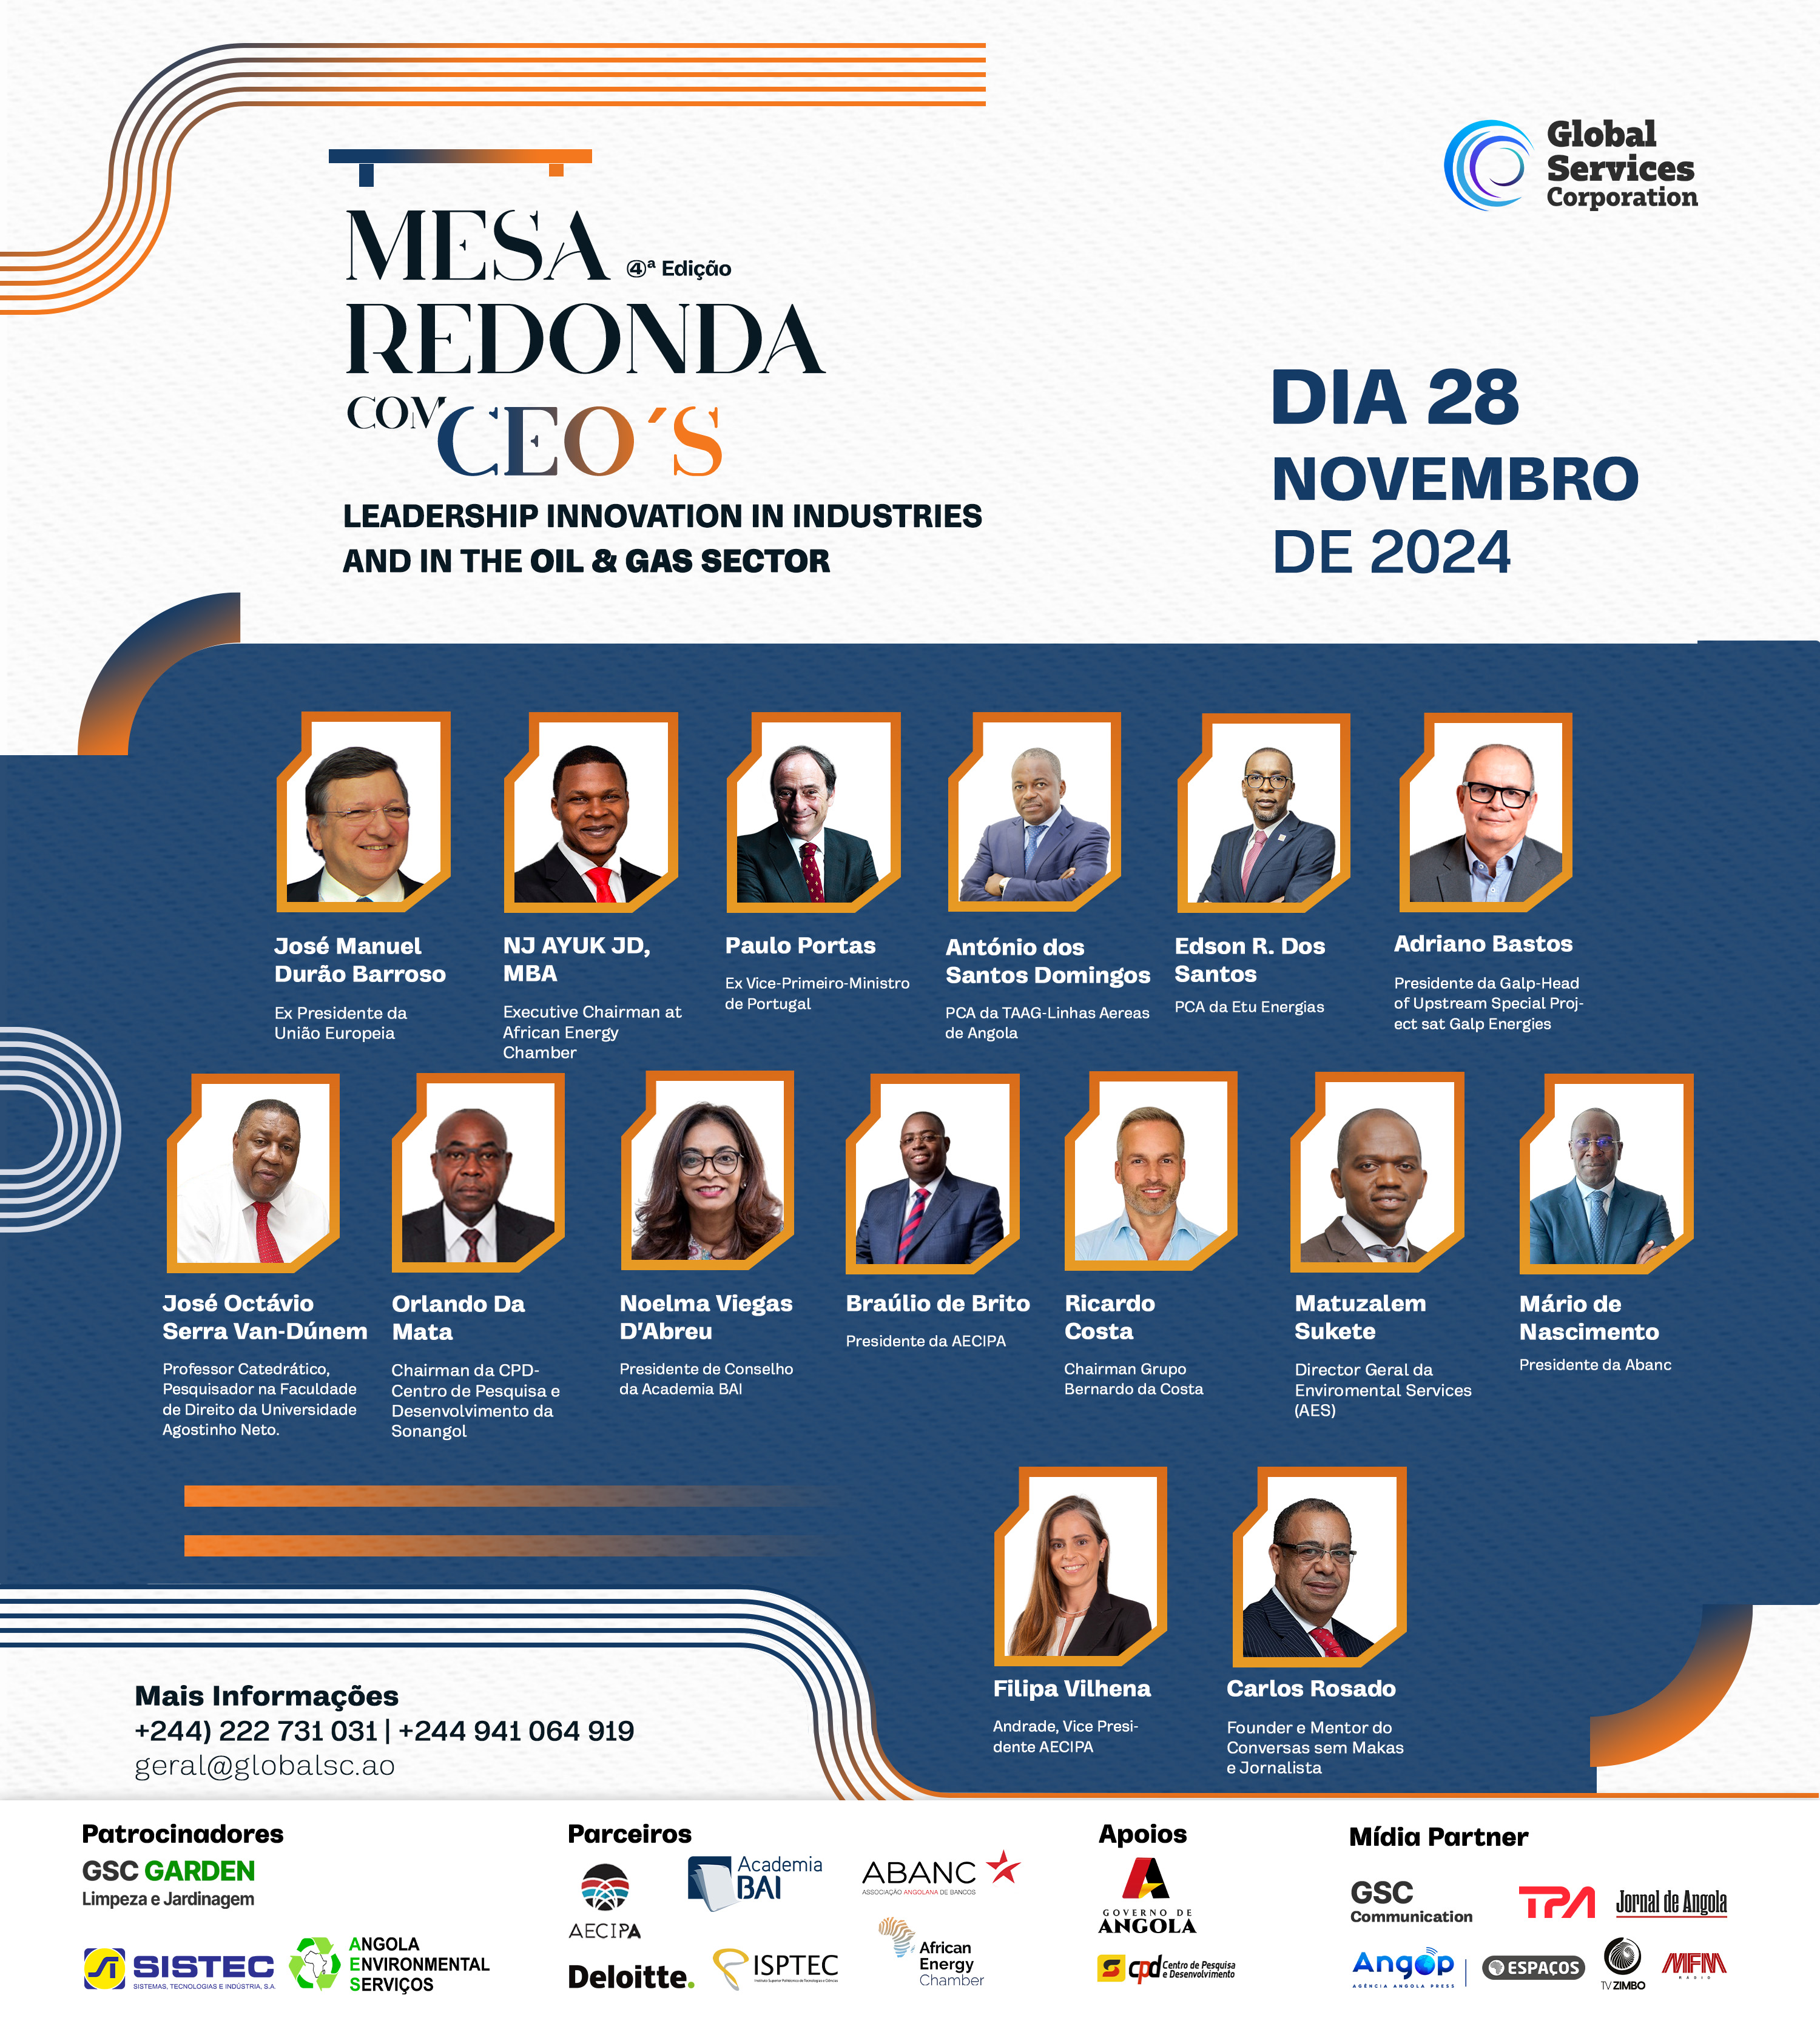 Global
Services
Corporation
MESA
④ª Edição
REDONDA
COM
CEO´S
LEADERSHIP INNOVATION IN INDUSTRIES
AND IN THE OIL & GAS SECTOR
DIA 28
NOVEMBRO
DE 2024
José Manuel
Durão Barroso
Ex Presidente da
União Europeia
NJ AYUK JD,
MBA
Executive Chairman at
African Energy
Chamber
Paulo Portas
Ex Vice-Primeiro-Ministro
de Portugal
António dos
Santos Domingos
PCA da TAAG-Linhas Aereas
de Angola
Edson R. Dos
Santos
PCA da Etu Energias
Adriano Bastos
Presidente da Galp-Head
of Upstream Special Proj-
ect sat Galp Energies
José Octávio
Serra Van-Dúnem
Professor Catedrático,
Pesquisador na Faculdade
de Direito da Universidade
Agostinho Neto.
Orlando Da
Mata
Chairman da CPD-
Centro de Pesquisa e
Desenvolvimento da
Sonangol
Noelma Viegas
D'Abreu
Presidente de Conselho
da Academia BAI
Braúlio de Brito
Presidente da AECIPA
Ricardo
Costa
Chairman Grupo
Bernardo da Costa
Matuzalem
Sukete
Director Geral da
Enviromental Services
(AES)
Mário de
Nascimento
Presidente da Abanc
Filipa Vilhena
Andrade, Vice Presi-
dente AECIPA
Carlos Rosado
Founder e Mentor do
Conversas sem Makas
e Jornalista
Mais Informações
+244) 222 731 031 | +244 941 064 919
geral@globalsc.ao
Patrocinadores
GSC GARDEN
Limpeza e Jardinagem
SISTEC
SISTEMAS, TECNOLOGIAS E INDÚSTRIA, S.A.
ANGOLA
ENVIRONMENTAL
SERVIÇOS
Parceiros
AECIPA
Academia
BAI
ABANC
ASSOCIAÇÃO ANGOLANA DE BANCOS
Deloitte.
ISPTEC
Instituto Superior Politécnico de Tecnologias e Ciências
African
Energy
Chamber
Apoios
GOVERNO DE
ANGOLA
cpd Centro de Pesquisa
e Desenvolvimento
Mídia Partner
GSC
Communication
TPA
Jornal de Angola
Angop
AGÊNCIA ANGOLA PRESS
ESPAÇOS
TV ZIMBO
MFM
RÁDIO